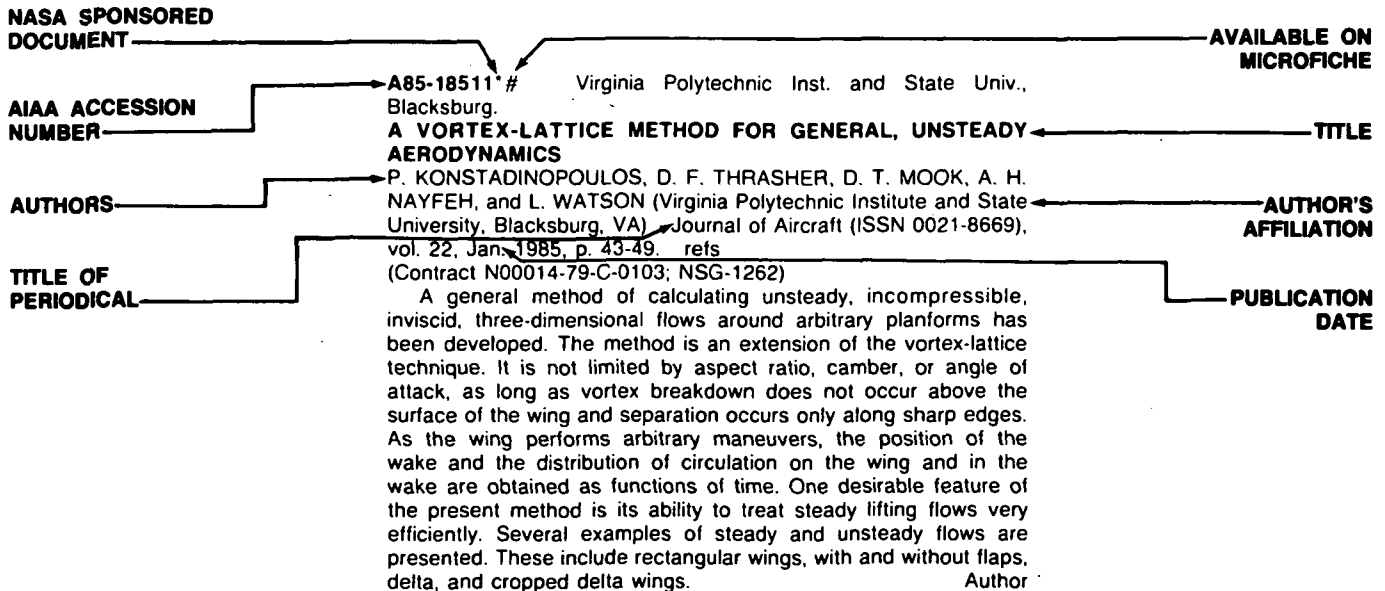 NASA SPONSORED
DOCUMENT
AVAILABLE ON
MICROFICHE
A85-18511*# Virginia Polytechnic Inst. and State Univ.,
Blacksburg.
AIAA ACCESSION
NUMBER
A VORTEX-LATTICE METHOD FOR GENERAL, UNSTEADY
AERODYNAMICS
TITLE
P. KONSTADINOPOULOS, D. F. THRASHER, D. T. MOOK, A. H.
NAYFEH, and L. WATSON (Virginia Polytechnic Institute and State
University, Blacksburg, VA) Journal of Aircraft (ISSN 0021-8669),
vol. 22, Jan. 1985, p. 43-49. refs
(Contract N00014-79-C-0103; NSG-1262)
AUTHORS
AUTHOR'S
AFFILIATION
TITLE OF
PERIODICAL
PUBLICATION
DATE
A general method of calculating unsteady, incompressible,
inviscid, three-dimensional flows around arbitrary planforms has
been developed. The method is an extension of the vortex-lattice
technique. It is not limited by aspect ratio, camber, or angle of
attack, as long as vortex breakdown does not occur above the
surface of the wing and separation occurs only along sharp edges.
As the wing performs arbitrary maneuvers, the position of the
wake and the distribution of circulation on the wing and in the
wake are obtained as functions of time. One desirable feature of
the present method is its ability to treat steady lifting flows very
efficiently. Several examples of steady and unsteady flows are
presented. These include rectangular wings, with and without flaps,
delta, and cropped delta wings. Author